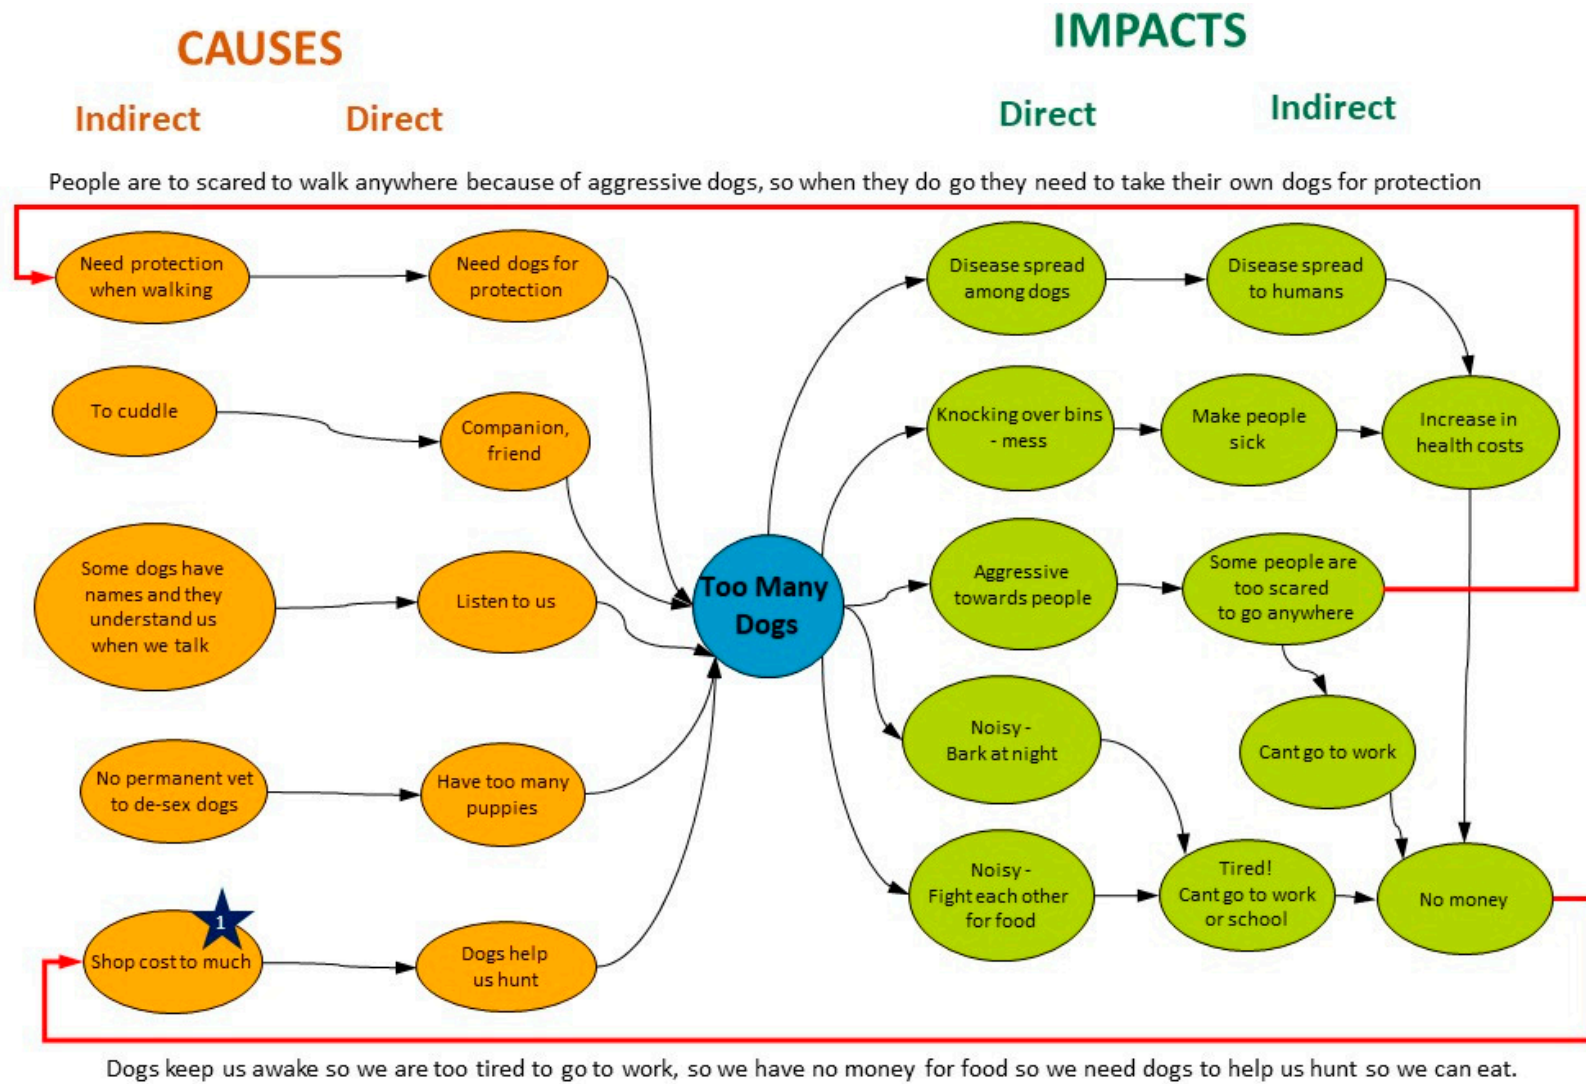 CAUSES
IMPACTS
Indirect
Direct
Direct
Indirect
People are to scared to walk anywhere because of aggressive dogs, so when they do go they need to take their own dogs for protection
Need protection
when walking
Need dogs for
protection
Disease spread
among dogs
Disease spread
to humans
To cuddle
Companion,
friend
Knocking over bins
- mess
Make people
sick
Increase in
health costs
Some dogs have
names and they
understand us
when we talk
Listen to us
Too Many
Dogs
Aggressive
towards people
Some people are
too scared
to go anywhere
No permanent vet
to de-sex dogs
Have too many
puppies
Noisy -
Bark at night
Cant go to work
1
Shop cost to much
Dogs help
us hunt
Noisy -
Fight each other
for food
Tired!
Cant go to work
or school
No money
Dogs keep us awake so we are too tired to go to work, so we have no money for food so we need dogs to help us hunt so we can eat.